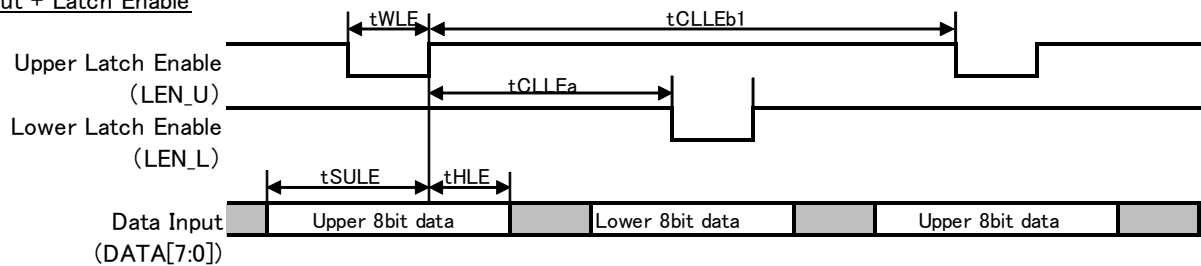 + Latch Enable
tWLE
tCLLEb1
Upper Latch Enable
(LEN_U)
tCLLEa
Lower Latch Enable
(LEN_L)
tSULE
tHLE
Data Input
Upper 8bit data
Lower 8bit data
Upper 8bit data
(DATA[7:0])